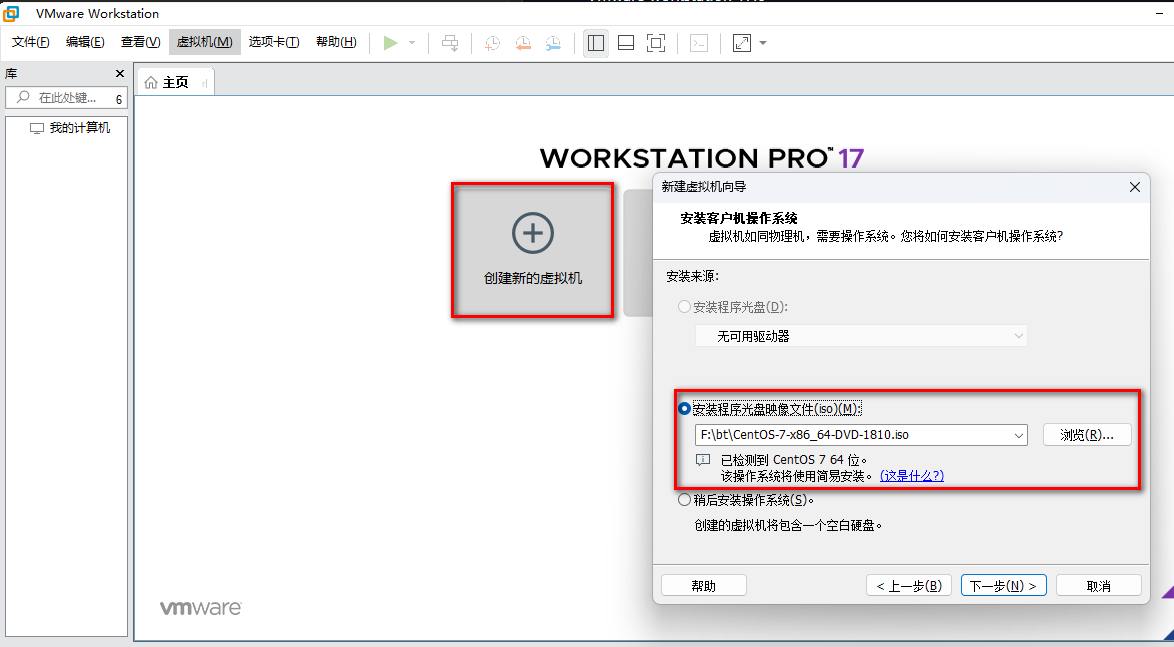 VMware Workstation
文件(F) 编辑(E) 查看(V) 虚拟机(M) 选项卡(T) 帮助(H)
库
在此处键... 6
我的计算机
主页
WORKSTATION PRO™ 17
创建新的虚拟机
新建虚拟机向导
安装客户机操作系统
虚拟机如同物理机，需要操作系统。您将如何安装客户机操作系统?
安装来源:
安装程序光盘(D):
无可用驱动器
安装程序光盘映像文件(iso)(M):
F:\bt\CentOS-7-x86_64-DVD-1810.iso
浏览(R)...
已检测到 CentOS 7 64 位。
该操作系统将使用简易安装。 (这是什么?)
稍后安装操作系统(S)。
创建的虚拟机将包含一个空白硬盘。
帮助 < 上一步(B) 下一步(N) > 取消
vmware